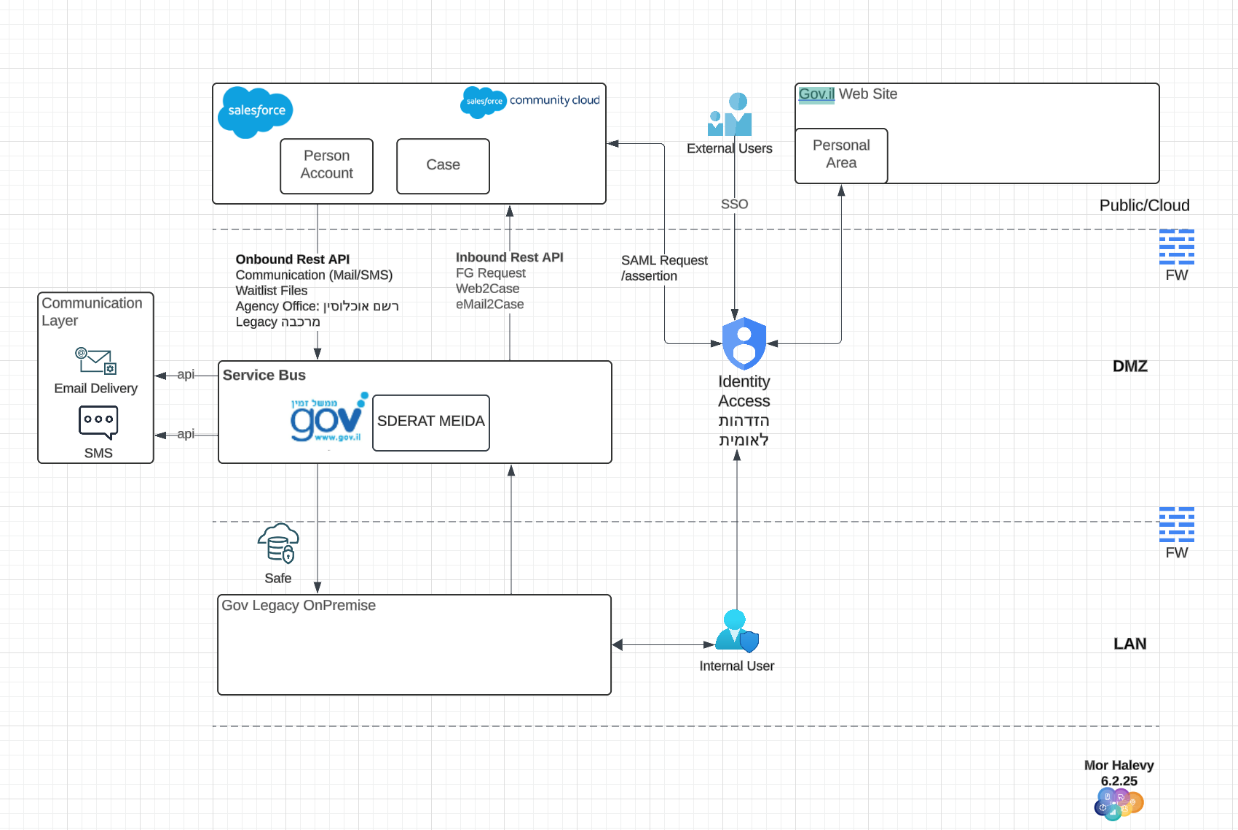 salesforce
salesforce community cloud
Person
Account
Case
External Users
Gov.il Web Site
Personal
Area
SSO
Public/Cloud
FW
Onbound Rest API
Communication (Mail/SMS)
Waitlist Files
Agency Office: רשם אוכלוסין
Legacy מרכבה
Inbound Rest API
FG Request
Web2Case
eMail2Case
SAML Request
/assertion
Communication
Layer
Email Delivery
SMS
api
api
Service Bus
ממשל זמין
gov
www.gov.il
SDERAT MEIDA
Identity
Access
הזדהות
לאומית
DMZ
FW
Safe
Gov Legacy OnPremise
Internal User
LAN
Mor Halevy
6.2.25